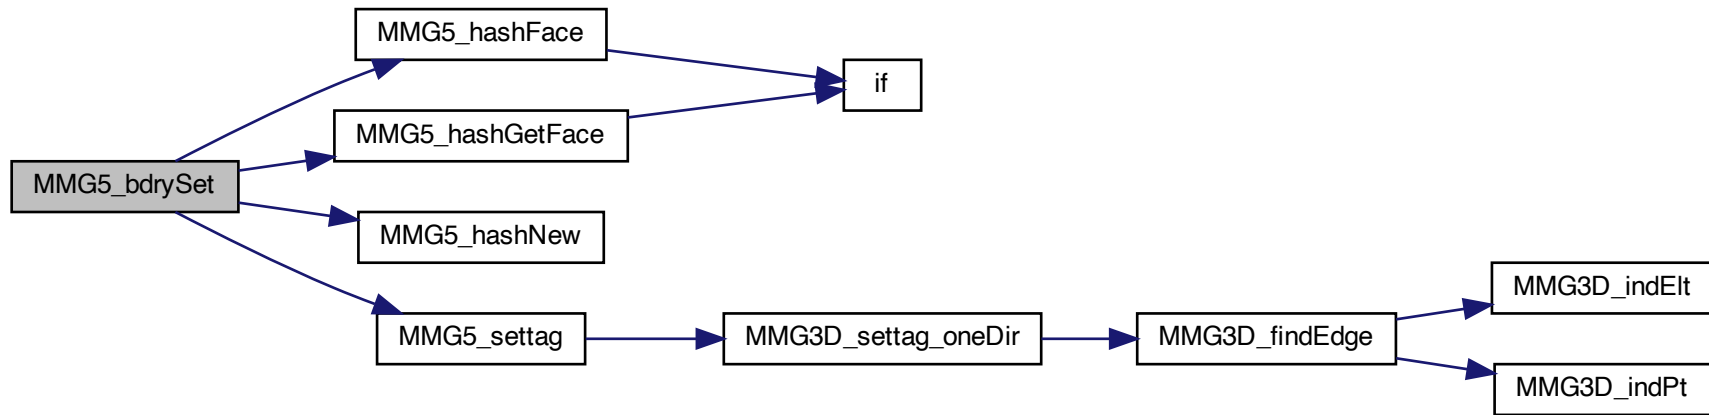 MMG5_hashFace
if
MMG5_hashGetFace
MMG5_bdrySet
MMG5_hashNew
MMG3D_indElt
MMG5_settag
MMG3D_settag_oneDir
MMG3D_findEdge
MMG3D_indPt